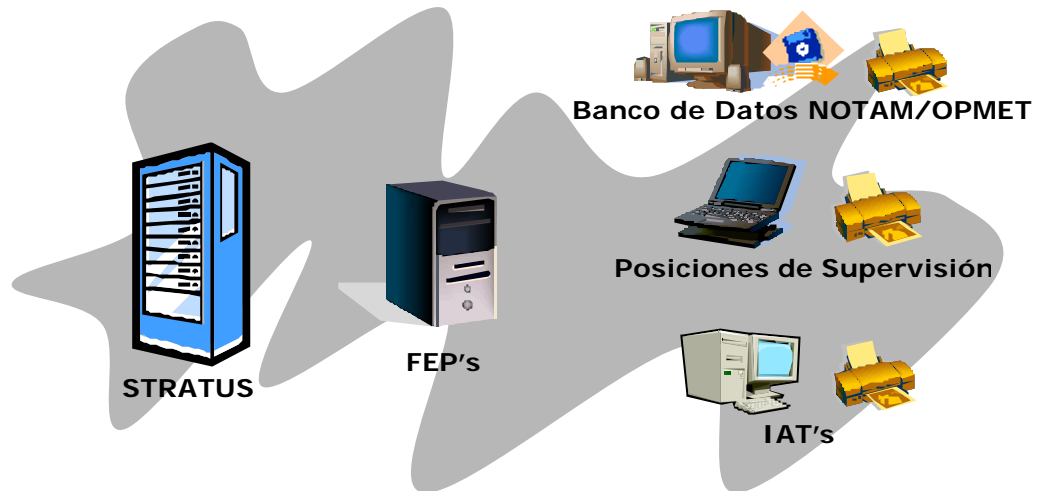 Banco de Datos NOTAM/OPMET
Posiciones de Supervisión
FEP's
STRATUS
IAT's